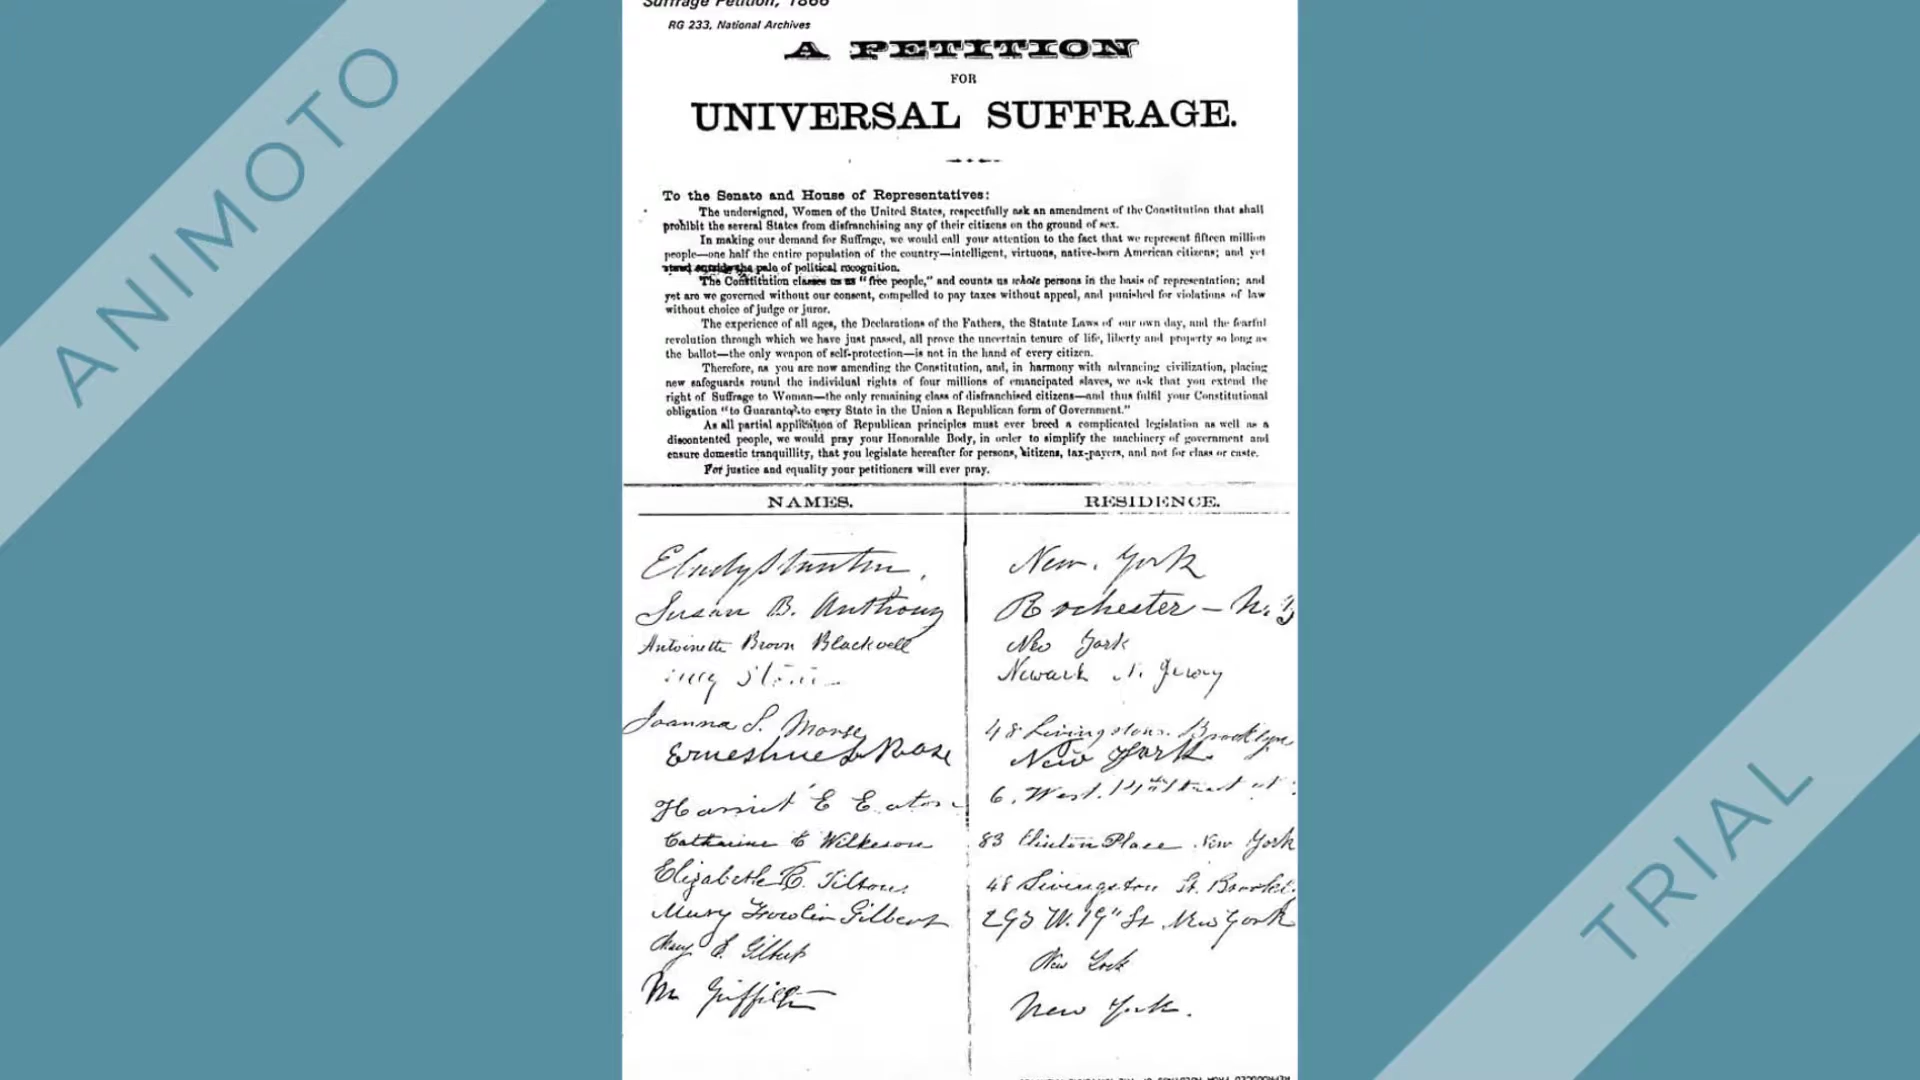 Suffrage Petition, 1866
RG 233, National Archives
A PETITION
FOR
UNIVERSAL SUFFRAGE.
To the Senate and House of Representatives:
The undersigned, Women of the United States, respectfully ask an amendment of the Constitution that shall
prohibit the several States from disfranchising any of their citizens on the ground of sex.
In making our demand for Suffrage, we would call your attention to the fact that we represent fifteen million
people—one half the entire population of the country—intelligent, virtuous, native-born American citizens; and yet
stand outside the pale of political recognition.
The Constitution classes us as "free people," and counts us whole persons in the basis of representation; and
yet are we governed without our consent, compelled to pay taxes without appeal, and punished for violations of law
without choice of judge or juror.
The experience of all ages, the Declarations of the Fathers, the Statute Laws of our own day, and the fearful
revolution through which we have just passed, all prove the uncertain tenure of life, liberty and property so long as
the ballot—the only weapon of self-protection—is not in the hand of every citizen.
Therefore, as you are now amending the Constitution, and, in harmony with advancing civilization, placing
new safeguards round the individual rights of four millions of emancipated slaves, we ask that you extend the
right of Suffrage to Woman—the only remaining class of disfranchised citizens—and thus fulfil your Constitutional
obligation "to Guarantee to every State in the Union a Republican form of Government."
As all partial application of Republican principles must ever breed a complicated legislation as well as a
discontented people, we would pray your Honorable Body, in order to simplify the machinery of government and
ensure domestic tranquillity, that you legislate hereafter for persons, citizens, tax-payers, and not for class or caste.
For justice and equality your petitioners will ever pray.
NAMES. RESIDENCE.
E Cady Stanton, New York
Susan B. Anthony Rochester - N.Y
Antoinette Brown Blackwell New York
Lucy Stone Newark N. Jersey
Joanna S. Morse 48 Livingston. Brooklyn
Ernestine L Rose New York
Harriet E Eaton 6. West. 14th Street
Catharine E Wilkeson 83 Clinton Place New York
Elizabeth R. Tilton 48 Livingston St.
Mary Fowler Gilbert 293 W. 19" St New York
Mary E Gilbert New York
M Griffith New York.
ANIMOTO
TRIAL